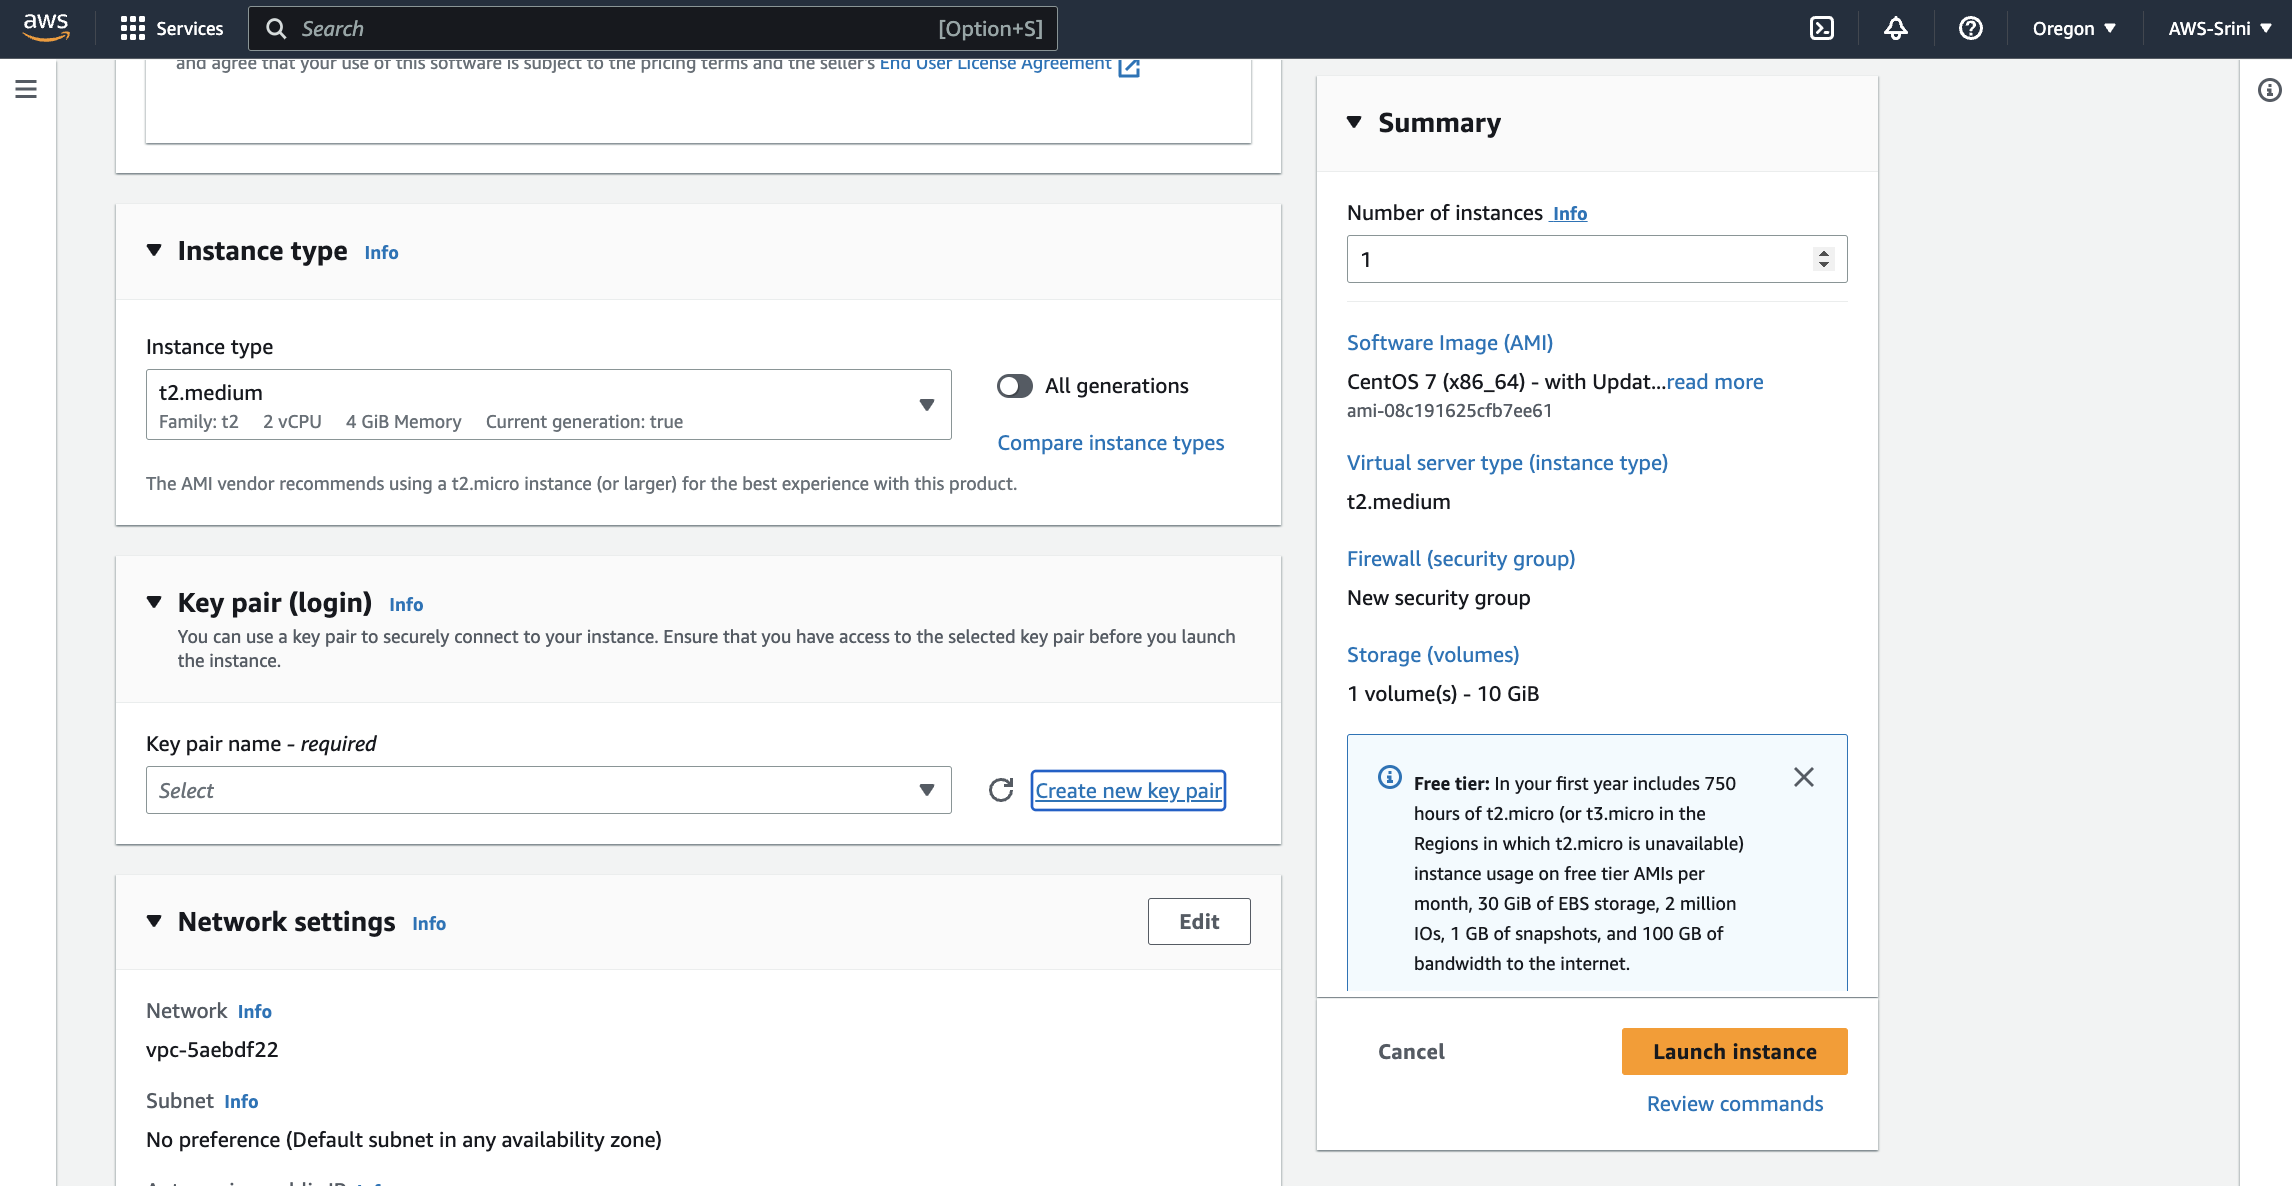 aws
Services
Search
[Option+S]
Oregon
AWS-Srini
and agree that your use of this software is subject to the pricing terms and the seller's End User License Agreement
Instance type Info
Instance type
t2.medium
Family: t2 2 vCPU 4 GiB Memory Current generation: true
All generations
Compare instance types
The AMI vendor recommends using a t2.micro instance (or larger) for the best experience with this product.
Key pair (login) Info
You can use a key pair to securely connect to your instance. Ensure that you have access to the selected key pair before you launch
the instance.
Key pair name - required
Select
Create new key pair
Network settings Info
Edit
Network Info
vpc-5aebdf22
Subnet Info
No preference (Default subnet in any availability zone)
Summary
Number of instances Info
1
Software Image (AMI)
CentOS 7 (x86_64) - with Updat...read more
ami-08c191625cfb7ee61
Virtual server type (instance type)
t2.medium
Firewall (security group)
New security group
Storage (volumes)
1 volume(s) - 10 GiB
Free tier: In your first year includes 750
hours of t2.micro (or t3.micro in the
Regions in which t2.micro is unavailable)
instance usage on free tier AMIs per
month, 30 GiB of EBS storage, 2 million
IOs, 1 GB of snapshots, and 100 GB of
bandwidth to the internet.
Cancel
Launch instance
Review commands